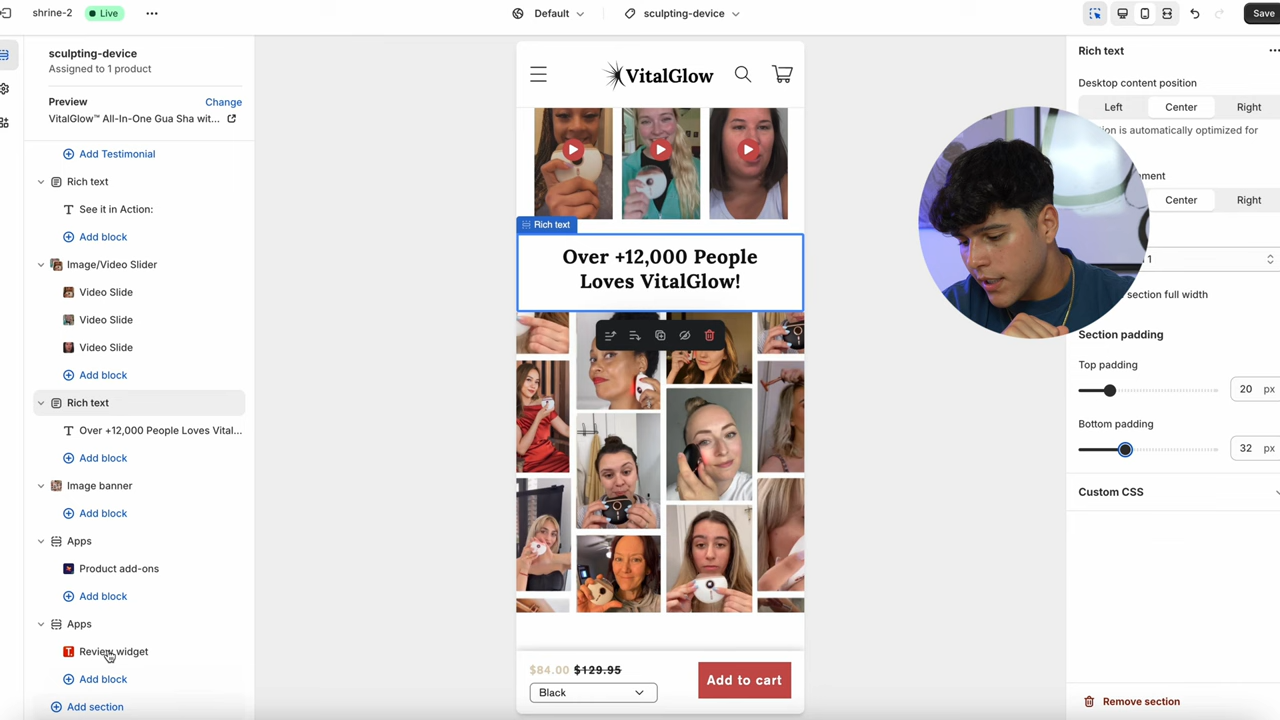 shrine-2
Live
Default
sculpting-device
Save
sculpting-device
Assigned to 1 product
Preview
Change
VitalGlow™ All-In-One Gua Sha wit...
Add Testimonial
Rich text
See it in Action:
Add block
Image/Video Slider
Video Slide
Video Slide
Video Slide
Add block
Rich text
Over +12,000 People Loves Vital...
Add block
Image banner
Add block
Apps
Product add-ons
Add block
Apps
Review widget
Add block
Add section
VitalGlow
Rich text
Over +12,000 People
Loves VitalGlow!
$84.00 $129.95
Black
Add to cart
Rich text
Desktop content position
Left
Center
Right
is automatically optimized for
Center
Right
1
section full width
Section padding
Top padding
20 px
Bottom padding
32 px
Custom CSS
Remove section